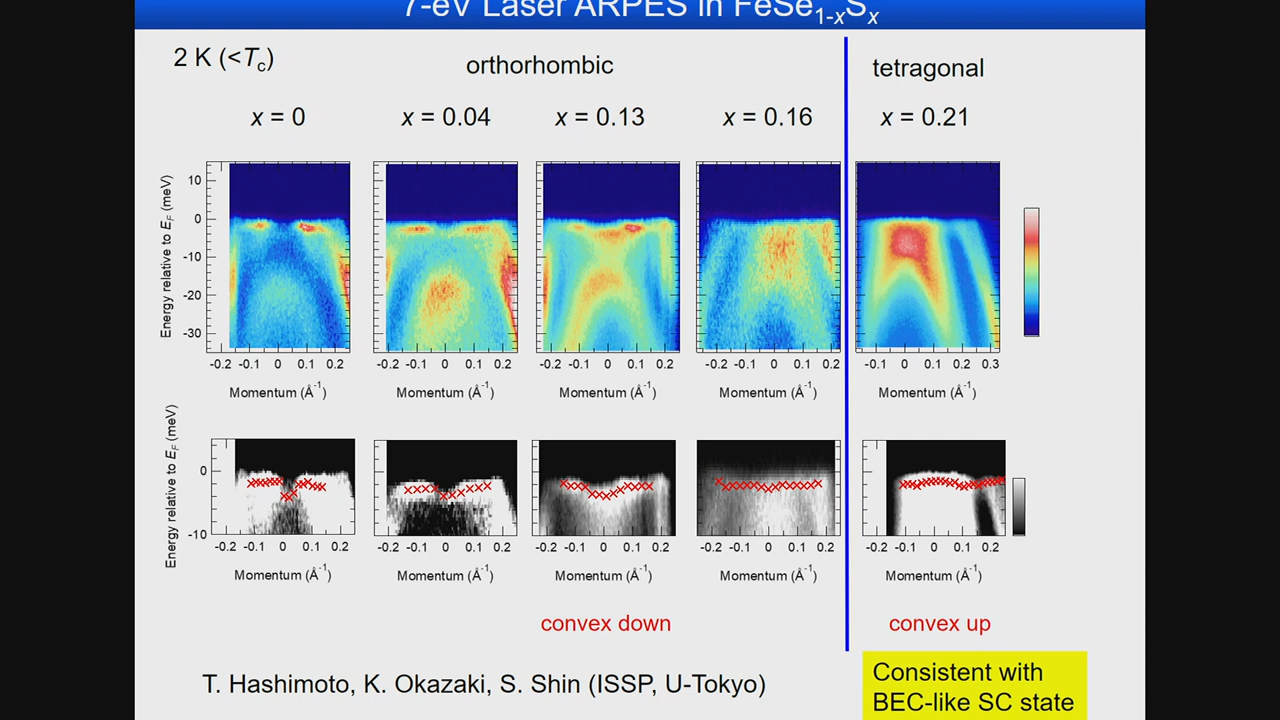 7-eV Laser ARPES in FeSe1-xSx
2 K (<Tc)
orthorhombic
tetragonal
x = 0
x = 0.04
x = 0.13
x = 0.16
x = 0.21
Energy relative to EF (meV)
10
0
-10
-20
-30
-0.2 -0.1 0 0.1 0.2
-0.2 -0.1 0 0.1 0.2
-0.2 -0.1 0 0.1 0.2
-0.2 -0.1 0 0.1 0.2
-0.1 0 0.1 0.2 0.3
Momentum (Å-1)
Momentum (Å-1)
Momentum (Å-1)
Momentum (Å-1)
Momentum (Å-1)
Energy relative to EF (meV)
0
-10
-0.2 -0.1 0 0.1 0.2
-0.2 -0.1 0 0.1 0.2
-0.2 -0.1 0 0.1 0.2
-0.2 -0.1 0 0.1 0.2
-0.2 -0.1 0 0.1 0.2
Momentum (Å-1)
Momentum (Å-1)
Momentum (Å-1)
Momentum (Å-1)
Momentum (Å-1)
convex down
convex up
T. Hashimoto, K. Okazaki, S. Shin (ISSP, U-Tokyo)
Consistent with
BEC-like SC state